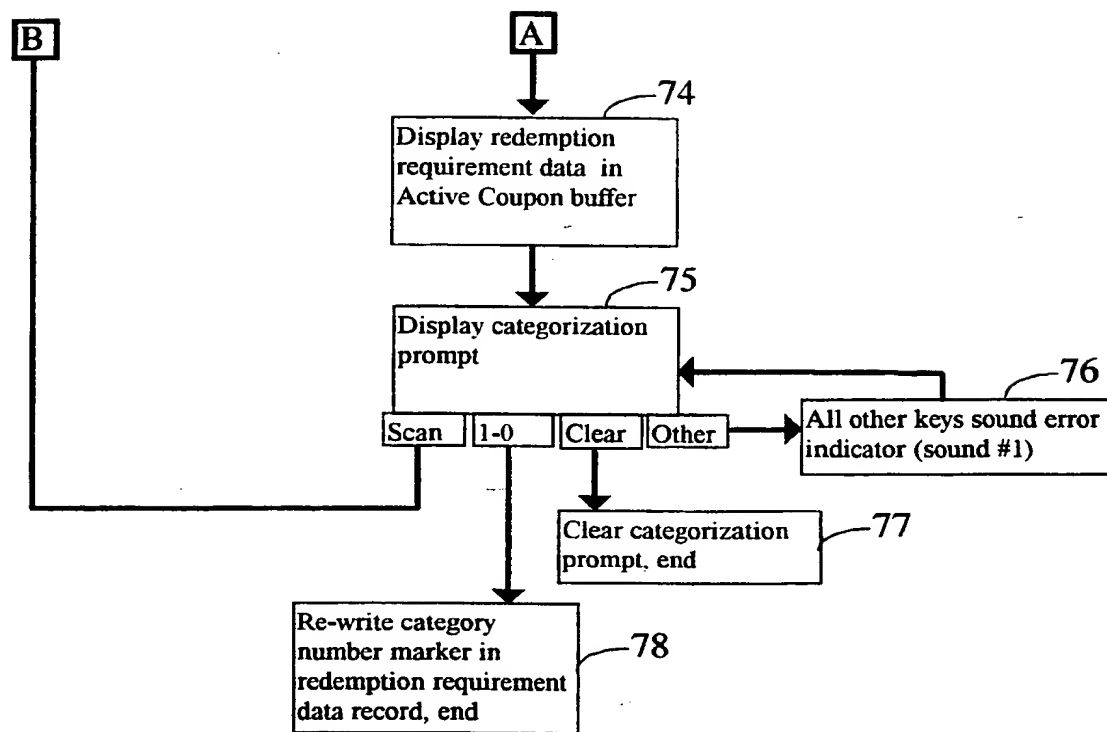 B
A
74
Display redemption
requirement data in
Active Coupon buffer
75
Display categorization
prompt
Scan
1-0
Clear
Other
76
All other keys sound error
indicator (sound #1)
77
Clear categorization
prompt, end
78
Re-write category
number marker in
redemption requirement
data record, end